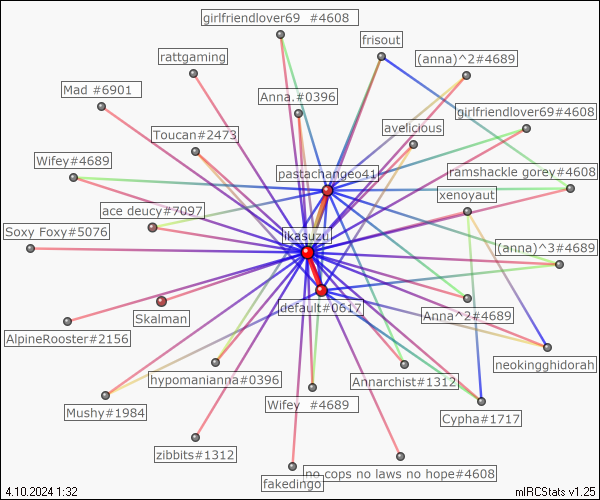 girlfriendlover69  #4608
frisout
rattgaming
(anna)^2#4689
Mad #6901
Anna.#0396
girlfriendlover69#4608
Toucan#2473
avelicious
Wifey#4689
pastachangeo41
ramshackle gorey#4608
xenoyaut
ace deucy#7097
Soxy Foxy#5076
ikasuzu
(anna)^3#4689
default#0617
Skalman
Anna^2#4689
AlpineRooster#2156
neokingghidorah
hypomanianna#0396
Annarchist#1312
Mushy#1984
Wifey  #4689
Cypha#1717
zibbits#1312
no cops no laws no hope#4608
fakedingo
4.10.2024 1:32
mIRCStats v1.25